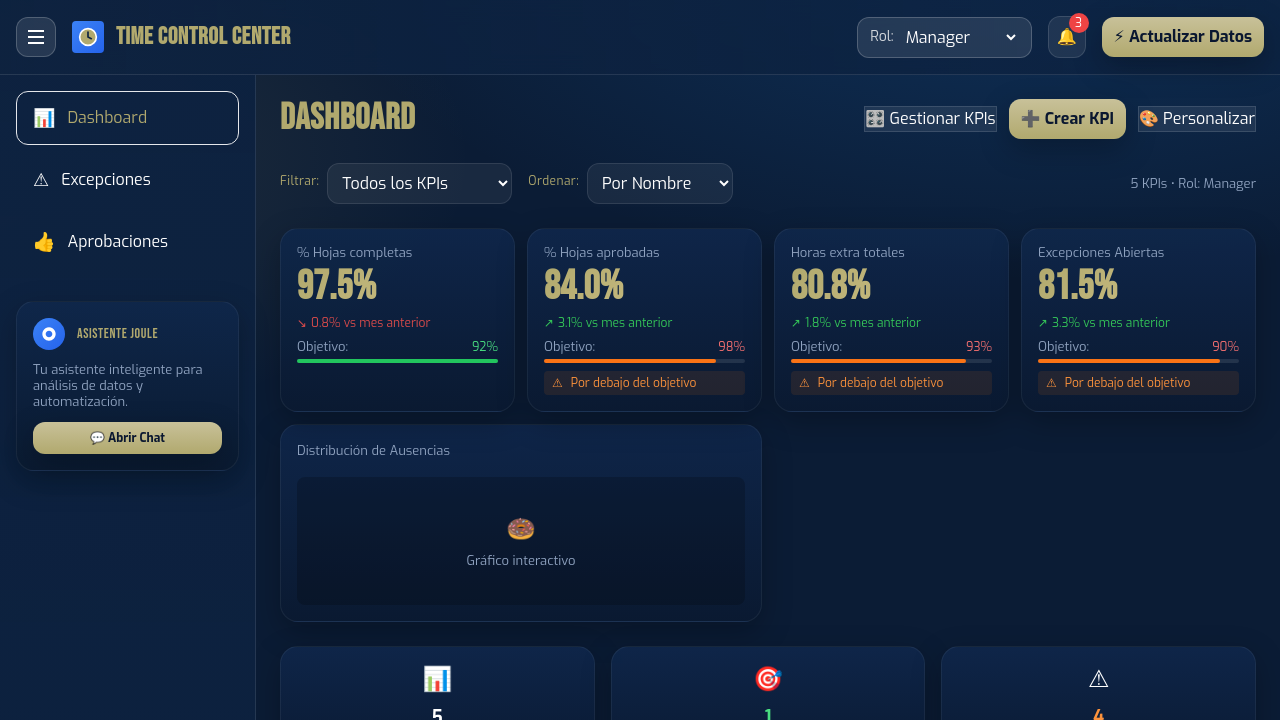 TIME CONTROL CENTER
Rol: Manager
3
⚡ Actualizar Datos
📊 Dashboard
⚠ Excepciones
👍 Aprobaciones
ASISTENTE JOULE
Tu asistente inteligente para
análisis de datos y
automatización.
💬 Abrir Chat
DASHBOARD
🎛️ Gestionar KPIs
➕ Crear KPI
🎨 Personalizar
Filtrar: Todos los KPIs
Ordenar: Por Nombre
5 KPIs • Rol: Manager
% Hojas completas
97.5%
↘ 0.8% vs mes anterior
Objetivo: 92%
% Hojas aprobadas
84.0%
↗ 3.1% vs mes anterior
Objetivo: 98%
⚠ Por debajo del objetivo
Horas extra totales
80.8%
↗ 1.8% vs mes anterior
Objetivo: 93%
⚠ Por debajo del objetivo
Excepciones Abiertas
81.5%
↗ 3.3% vs mes anterior
Objetivo: 90%
⚠ Por debajo del objetivo
Distribución de Ausencias
Gráfico interactivo
5
1
4